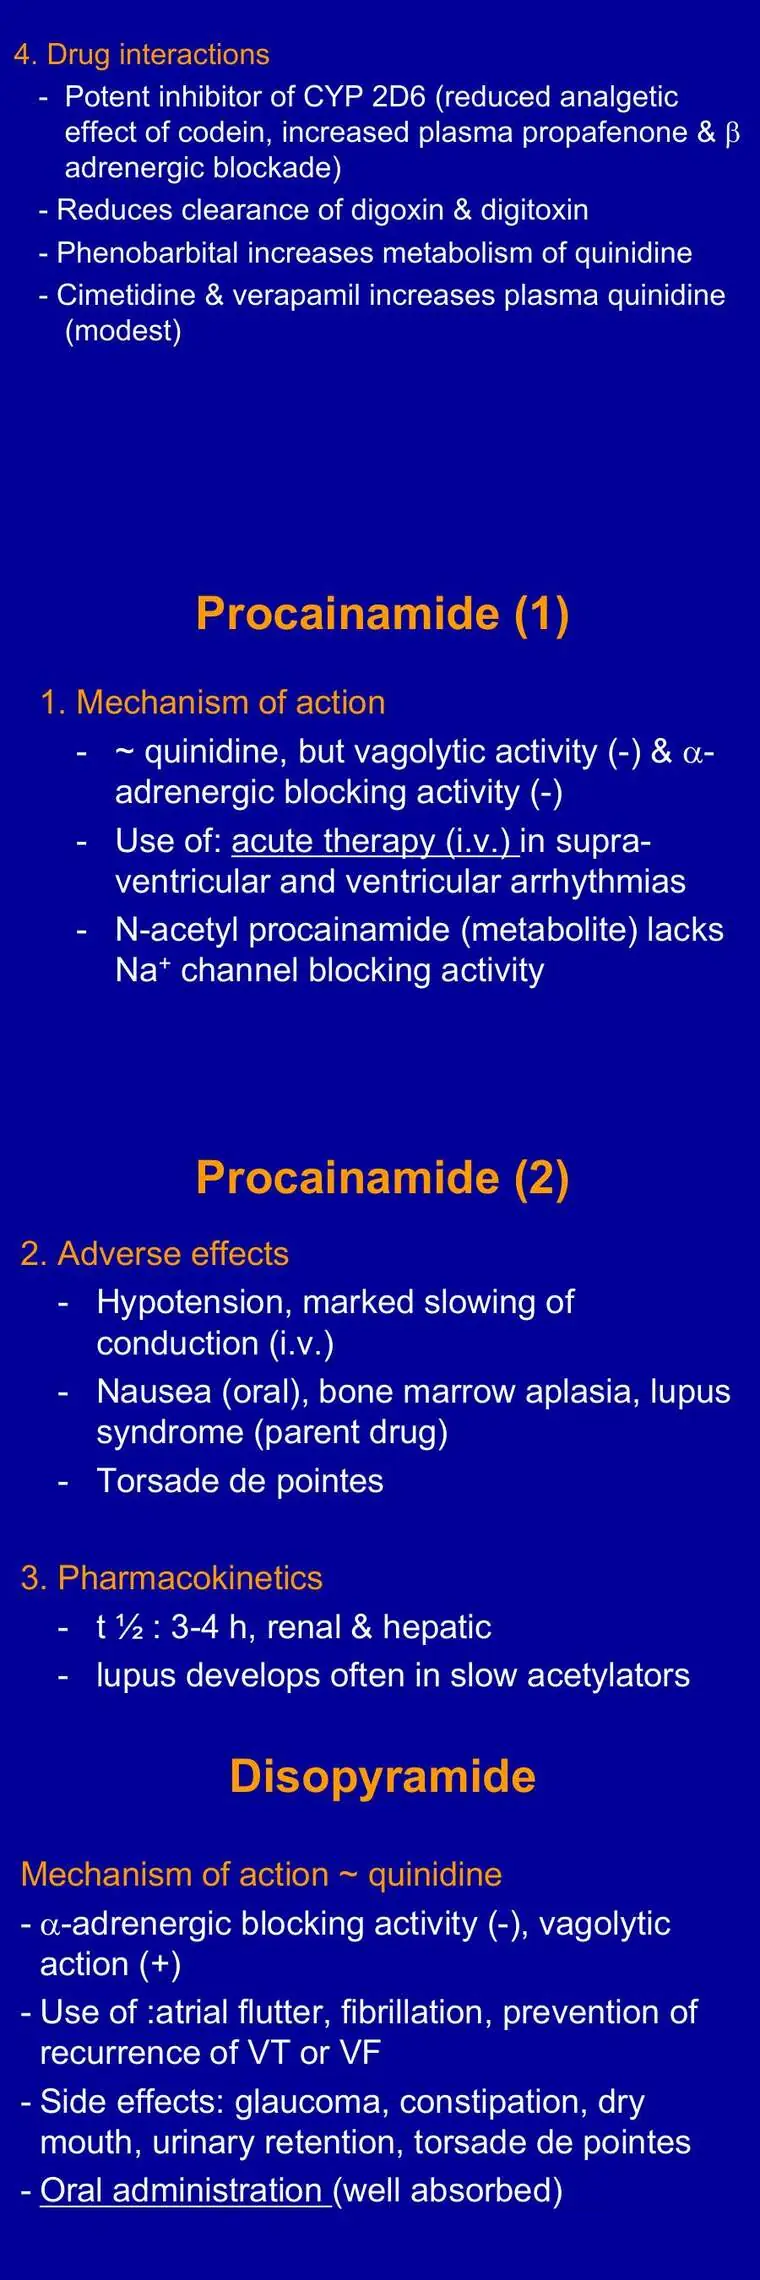 4. Drug interactions
- Potent inhibitor of CYP 2D6 (reduced analgetic
effect of codein, increased plasma propafenone & β
adrenergic blockade)
- Reduces clearance of digoxin & digitoxin
- Phenobarbital increases metabolism of quinidine
- Cimetidine & verapamil increases plasma quinidine
(modest)
Procainamide (1)
1. Mechanism of action
- ~ quinidine, but vagolytic activity (-) & α-
adrenergic blocking activity (-)
- Use of: acute therapy (i.v.) in supra-
ventricular and ventricular arrhythmias
- N-acetyl procainamide (metabolite) lacks
Na⁺ channel blocking activity
Procainamide (2)
2. Adverse effects
- Hypotension, marked slowing of
conduction (i.v.)
- Nausea (oral), bone marrow aplasia, lupus
syndrome (parent drug)
- Torsade de pointes
3. Pharmacokinetics
- t ½ : 3-4 h, renal & hepatic
- lupus develops often in slow acetylators
Disopyramide
Mechanism of action ~ quinidine
- α-adrenergic blocking activity (-), vagolytic
action (+)
- Use of :atrial flutter, fibrillation, prevention of
recurrence of VT or VF
- Side effects: glaucoma, constipation, dry
mouth, urinary retention, torsade de pointes
- Oral administration (well absorbed)